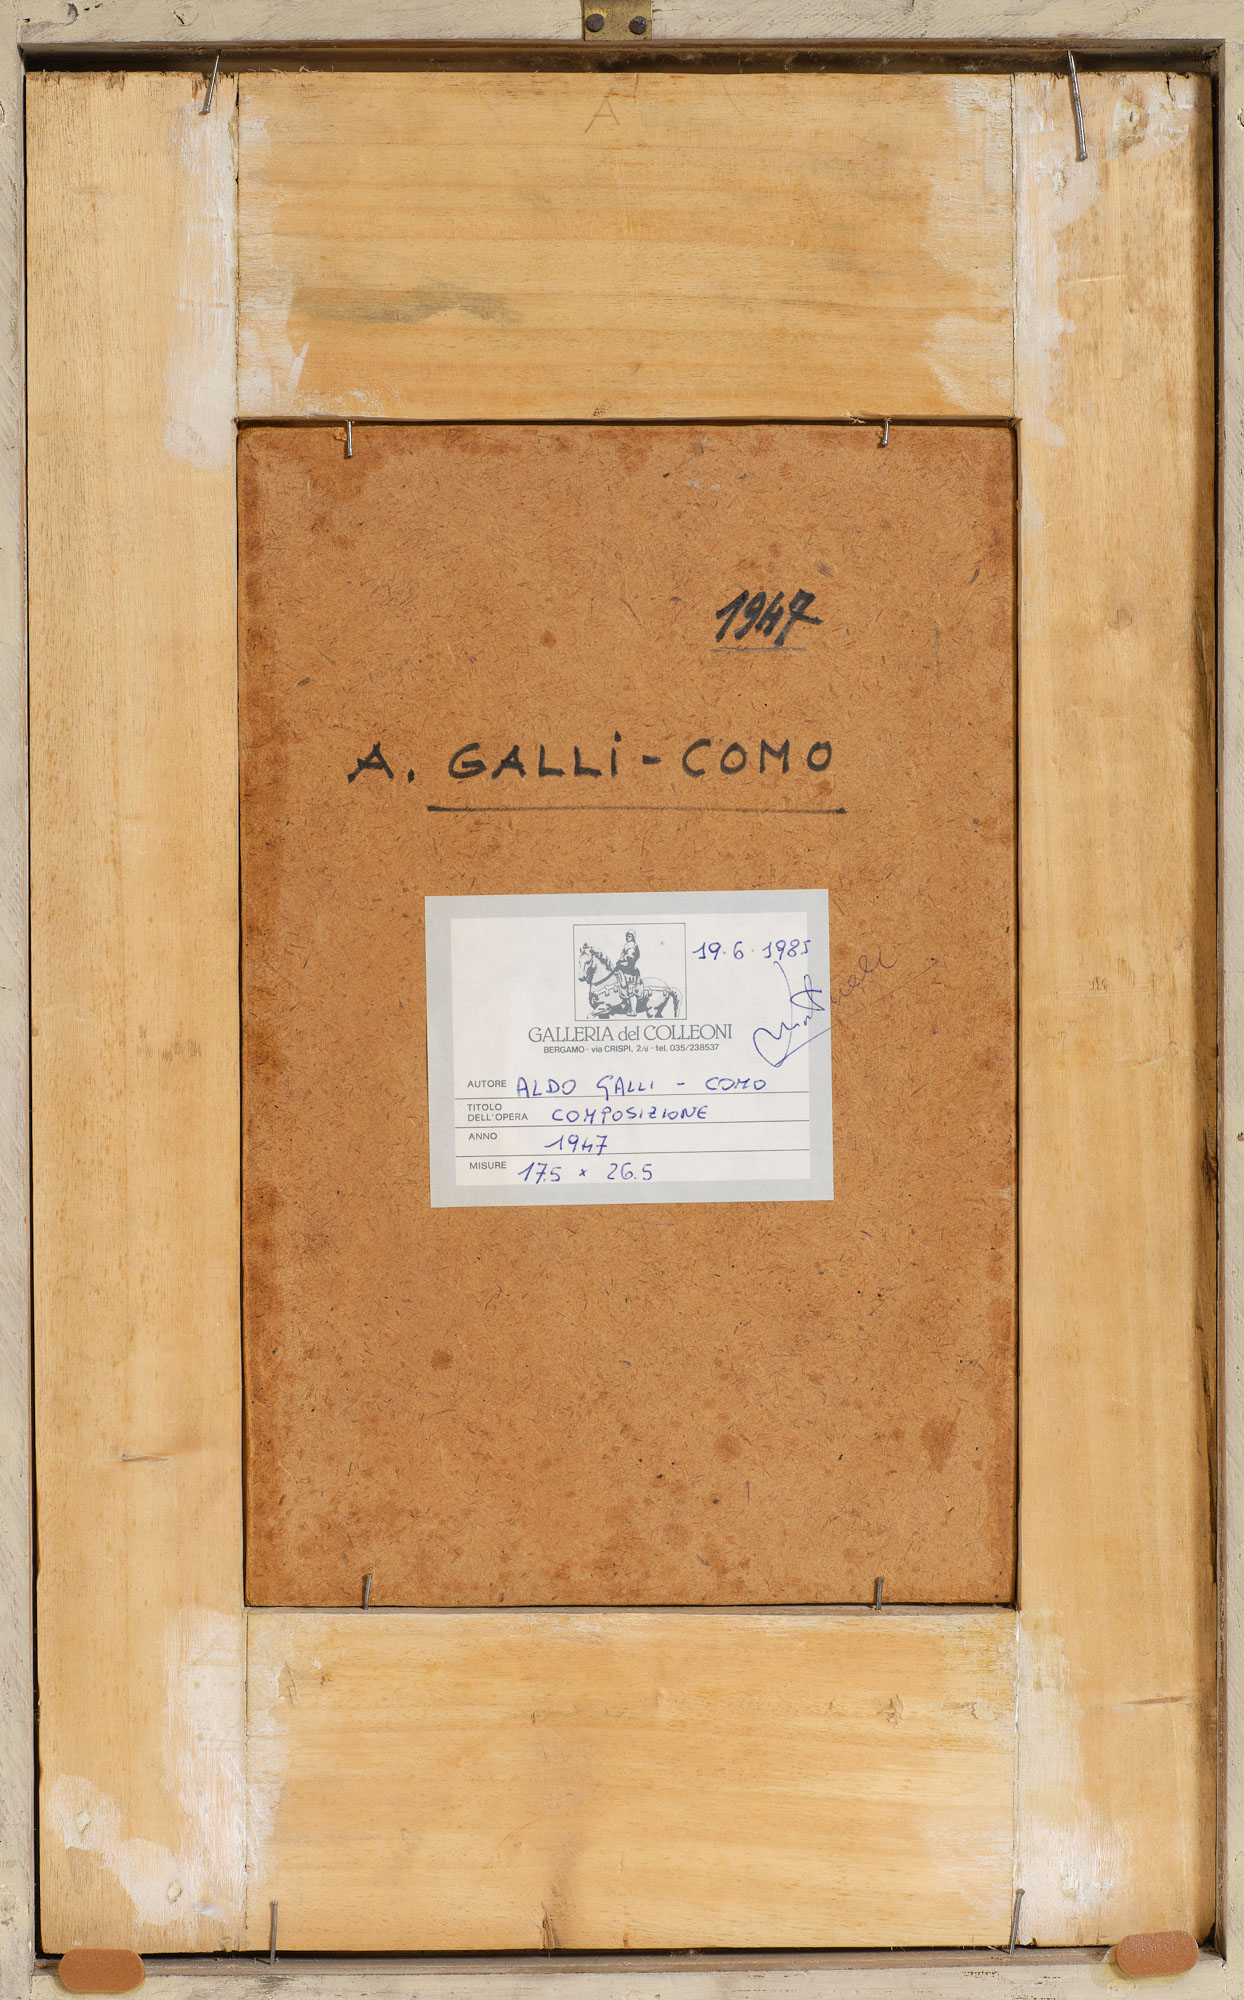 A
1947
A. GALLI - COMO
19.6.1985
GALLERIA del COLLEONI
BERGAMO - via CRISPI, 2/d - tel. 035/238537
AUTORE ALDO GALLI - COMO
TITOLO
DELL'OPERA COMPOSIZIONE
ANNO 1947
MISURE 17.5 x 26.5